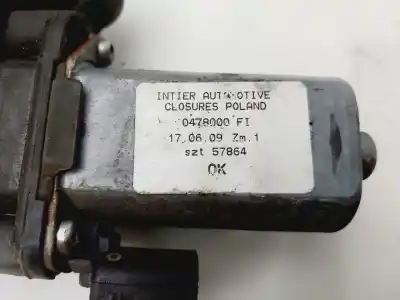 INTIER AUTOMOTIVE
CLOSURES POLAND
0478000 FI
17.06.09 Zm.1
szt 57864
OK